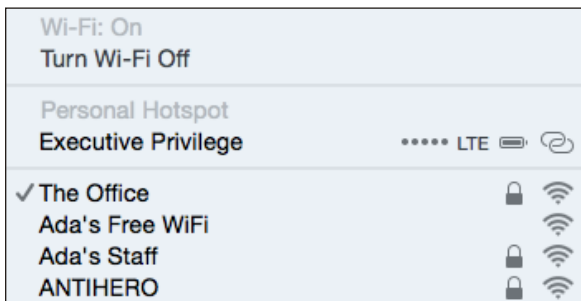 Wi-Fi: On
Turn Wi-Fi Off
Personal Hotspot
Executive Privilege ••••• LTE
✓ The Office
Ada's Free WiFi
Ada's Staff
ANTIHERO